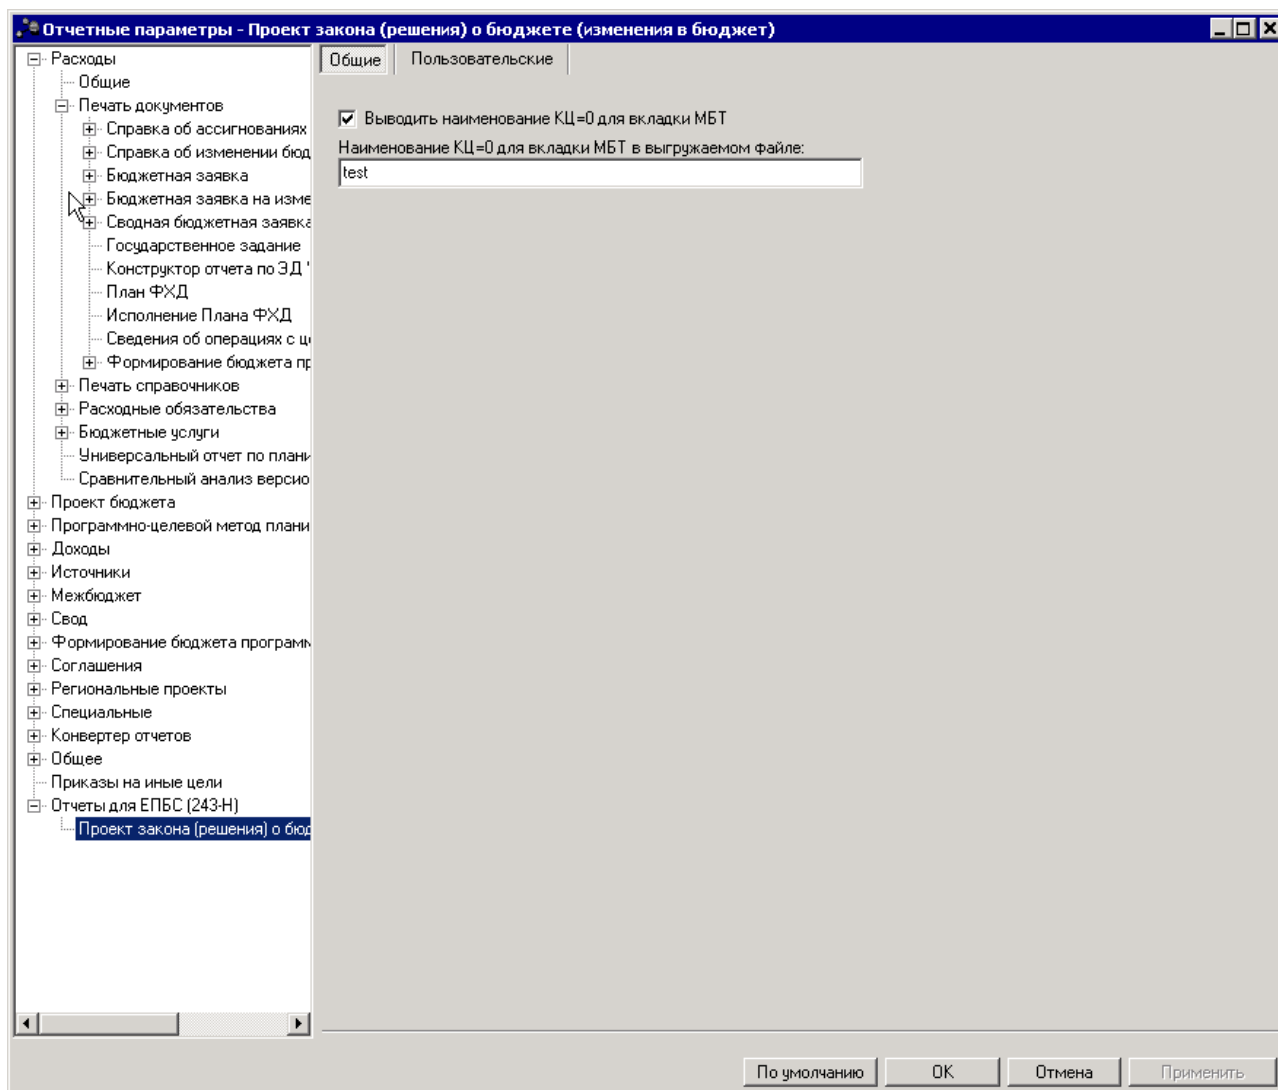 Отчетные параметры - Проект закона (решения) о бюджете (изменения в бюджет)
Расходы
Общие
Печать документов
Справка об ассигнованиях
Справка об изменении бюд
Бюджетная заявка
Бюджетная заявка на изме
Сводная бюджетная заявка
Государственное задание
Конструктор отчета по ЭД "
План ФХД
Исполнение Плана ФХД
Сведения об операциях с ц
Формирование бюджета пр
Печать справочников
Расходные обязательства
Бюджетные услуги
Универсальный отчет по плани
Сравнительный анализ версио
Проект бюджета
Программно-целевой метод плани
Доходы
Источники
Межбюджет
Свод
Формирование бюджета программ
Соглашения
Региональные проекты
Специальные
Конвертер отчетов
Общее
Приказы на иные цели
Отчеты для ЕПБС (243-Н)
Проект закона (решения) о бюд
Общие
Пользовательские
Выводить наименование КЦ=0 для вкладки МБТ
Наименование КЦ=0 для вкладки МБТ в выгружаемом файле:
test
По умолчанию
OK
Отмена
Применить